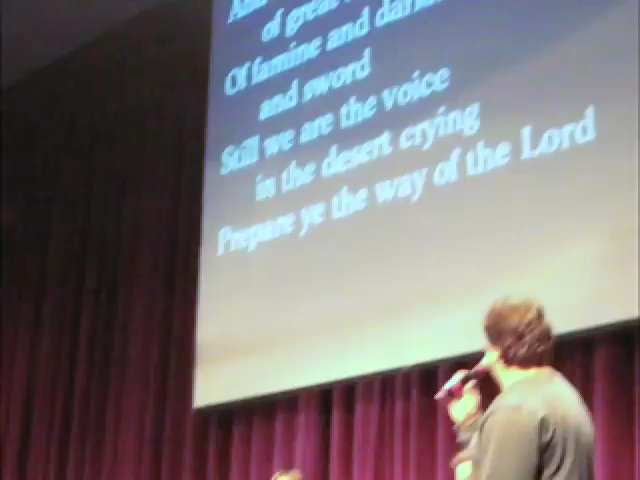 of great
Of famine and
and sword
Still we are the voice
in the desert crying
Prepare ye the way of the Lord